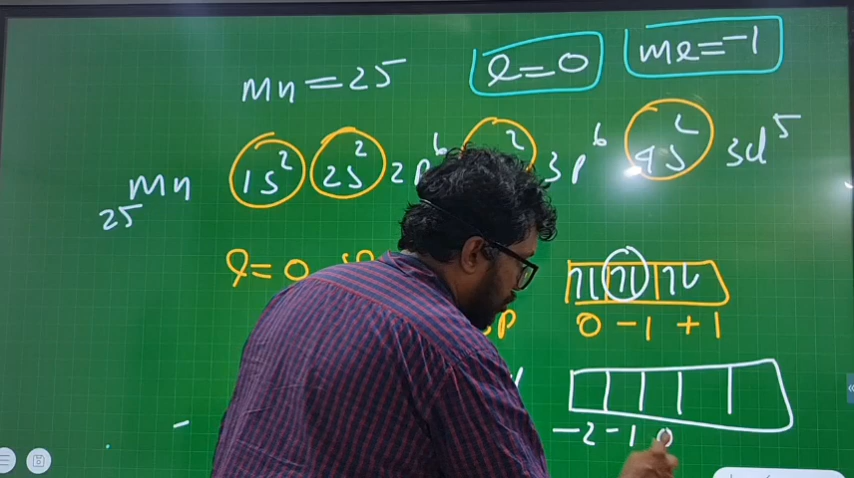 Mn = 25 l = 0 ml = -1
25Mn 1s² 2s² 2p⁶ ² 3p⁶ 4s² 3d⁵
l = 0
p 0 -1 +1
-2 -1 0